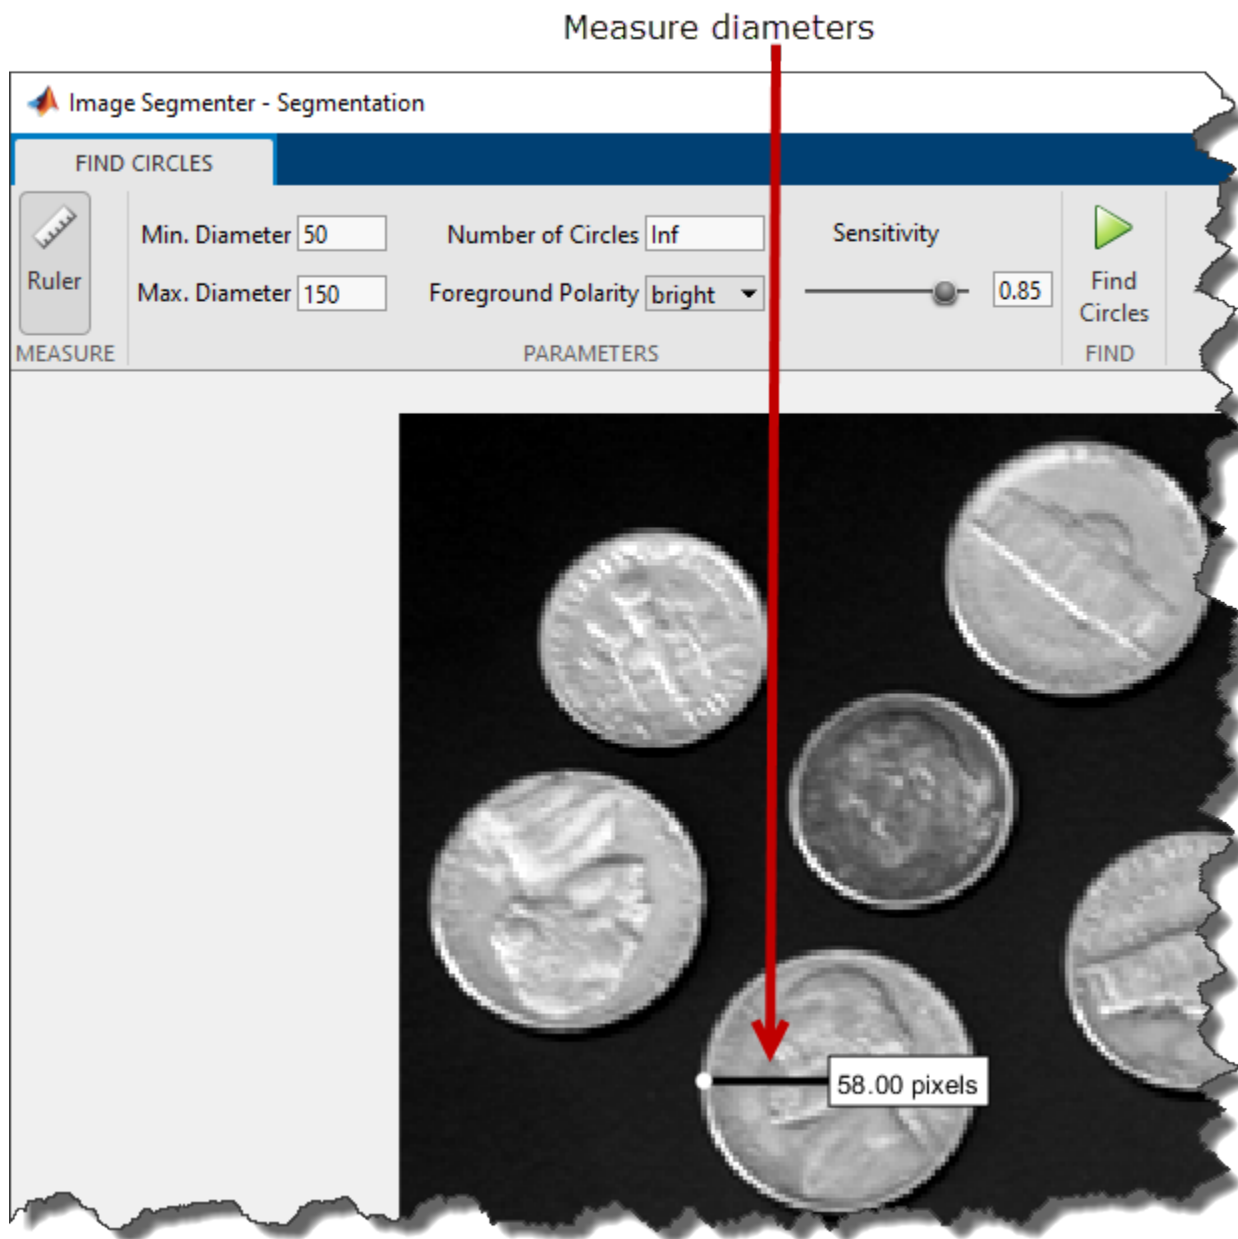 Measure diameters
Image Segmenter - Segmentation
FIND CIRCLES
Ruler
MEASURE
Min. Diameter 50
Max. Diameter 150
Number of Circles Inf
Foreground Polarity bright
Sensitivity
0.85
PARAMETERS
Find
Circles
FIND
58.00 pixels